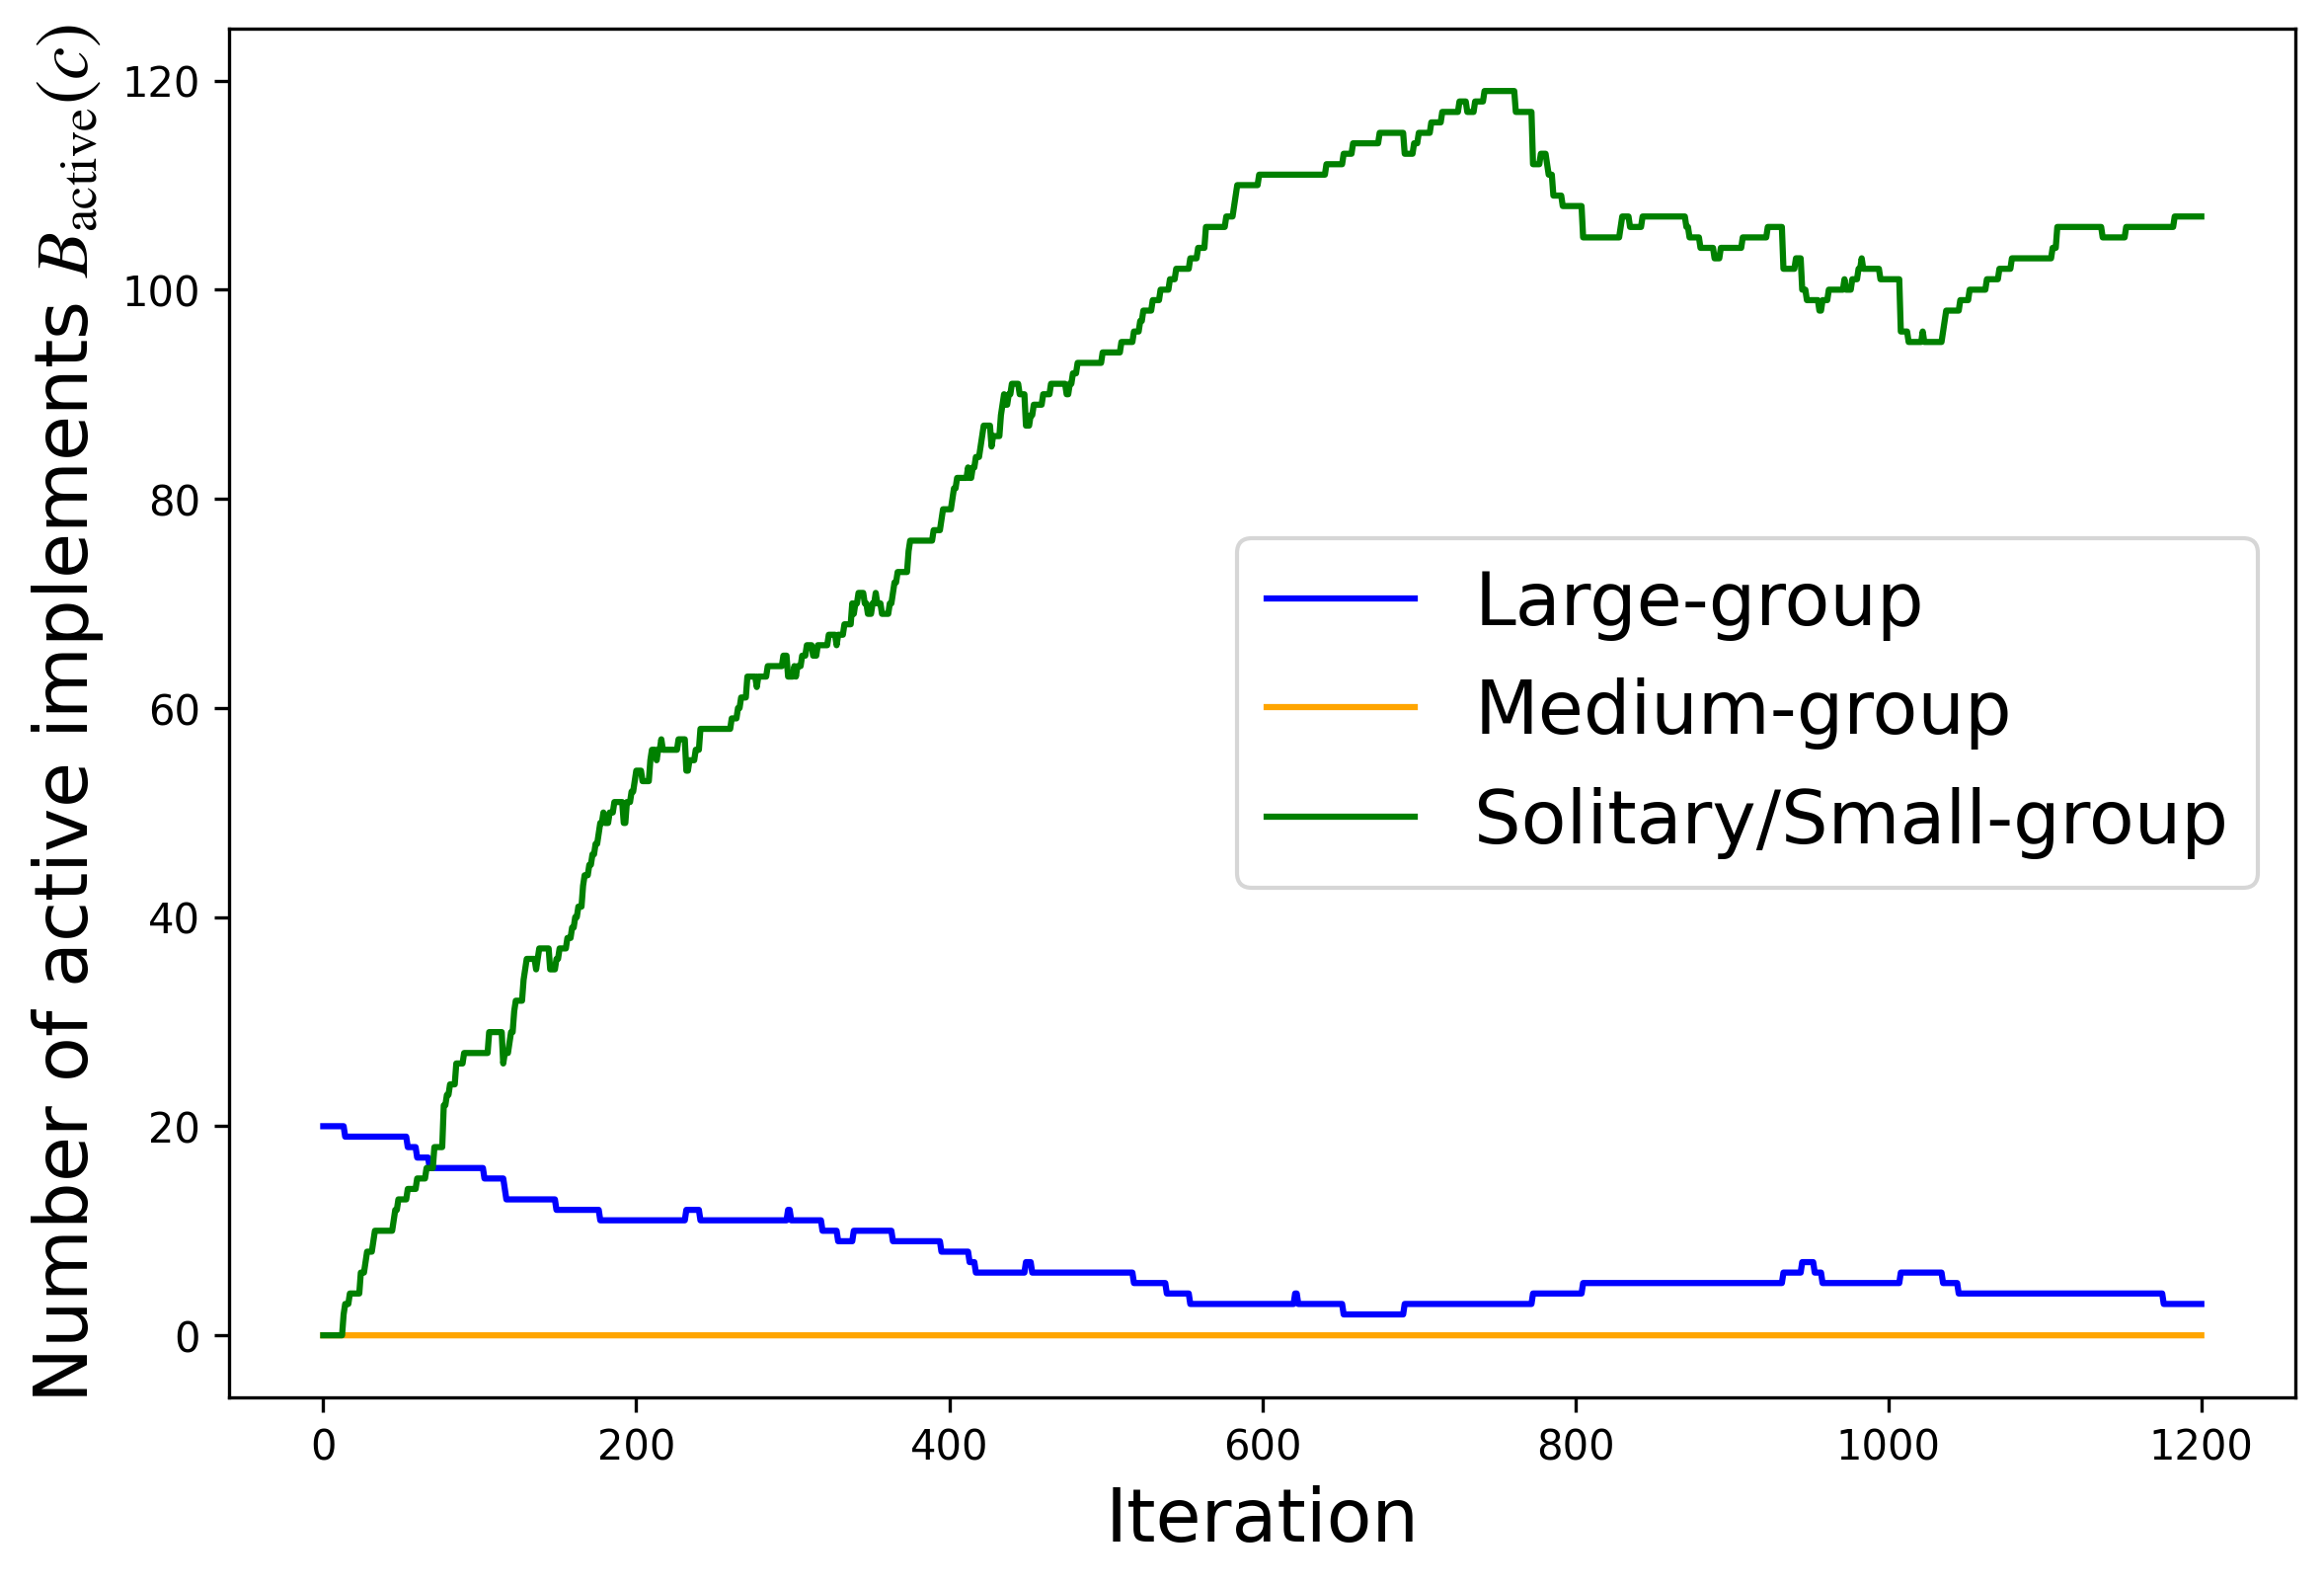 Number of active implements B_active(c)
120
100
80
60
40
20
0
Large-group
Medium-group
Solitary/Small-group
0 200 400 600 800 1000 1200
Iteration